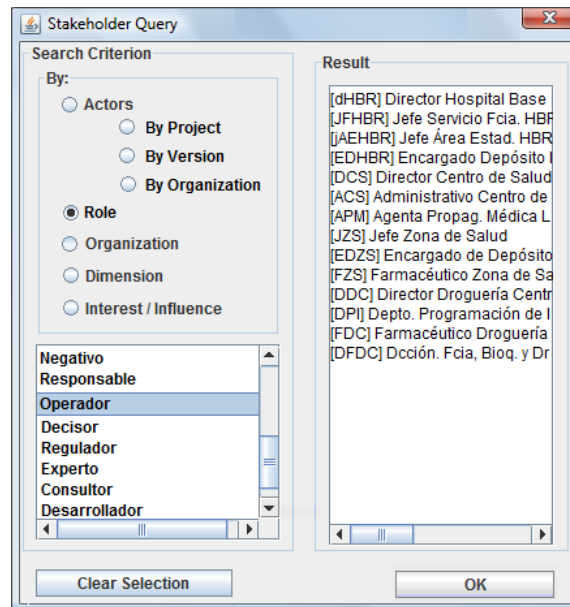 Stakeholder Query
Search Criterion
By:
Actors
By Project
By Version
By Organization
Role
Organization
Dimension
Interest / Influence
Negativo
Responsable
Operador
Decisor
Regulador
Experto
Consultor
Desarrollador
Clear Selection
Result
[dHBR] Director Hospital Base
[JFHBR] Jefe Servicio Fcia. HBR
[jAEHBR] Jefe Área Estad. HBR
[EDHBR] Encargado Depósito
[DCS] Director Centro de Salud
[ACS] Administrativo Centro de
[APM] Agenta Propag. Médica L
[JZS] Jefe Zona de Salud
[EDZS] Encargado de Depósito
[FZS] Farmacéutico Zona de Sa
[DDC] Director Droguería Centr
[DPI] Depto. Programación de I
[FDC] Farmacéutico Droguería
[DFDC] Dcción. Fcia, Bioq. y Dr
OK